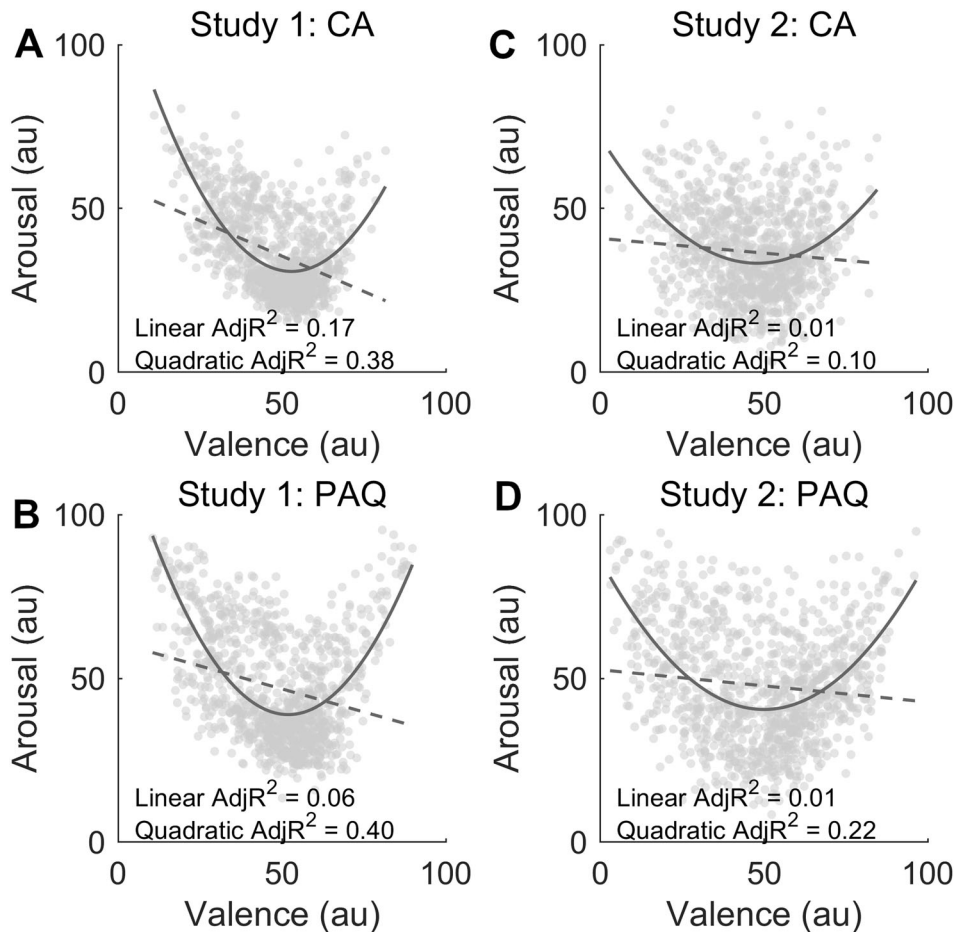 A
Study 1: CA
100
50
0
Arousal (au)
Linear AdjR² = 0.17
Quadratic AdjR² = 0.38
0 50 100
Valence (au)
C
Study 2: CA
100
50
0
Arousal (au)
Linear AdjR² = 0.01
Quadratic AdjR² = 0.10
0 50 100
Valence (au)
B
Study 1: PAQ
100
50
0
Arousal (au)
Linear AdjR² = 0.06
Quadratic AdjR² = 0.40
0 50 100
Valence (au)
D
Study 2: PAQ
100
50
0
Arousal (au)
Linear AdjR² = 0.01
Quadratic AdjR² = 0.22
0 50 100
Valence (au)